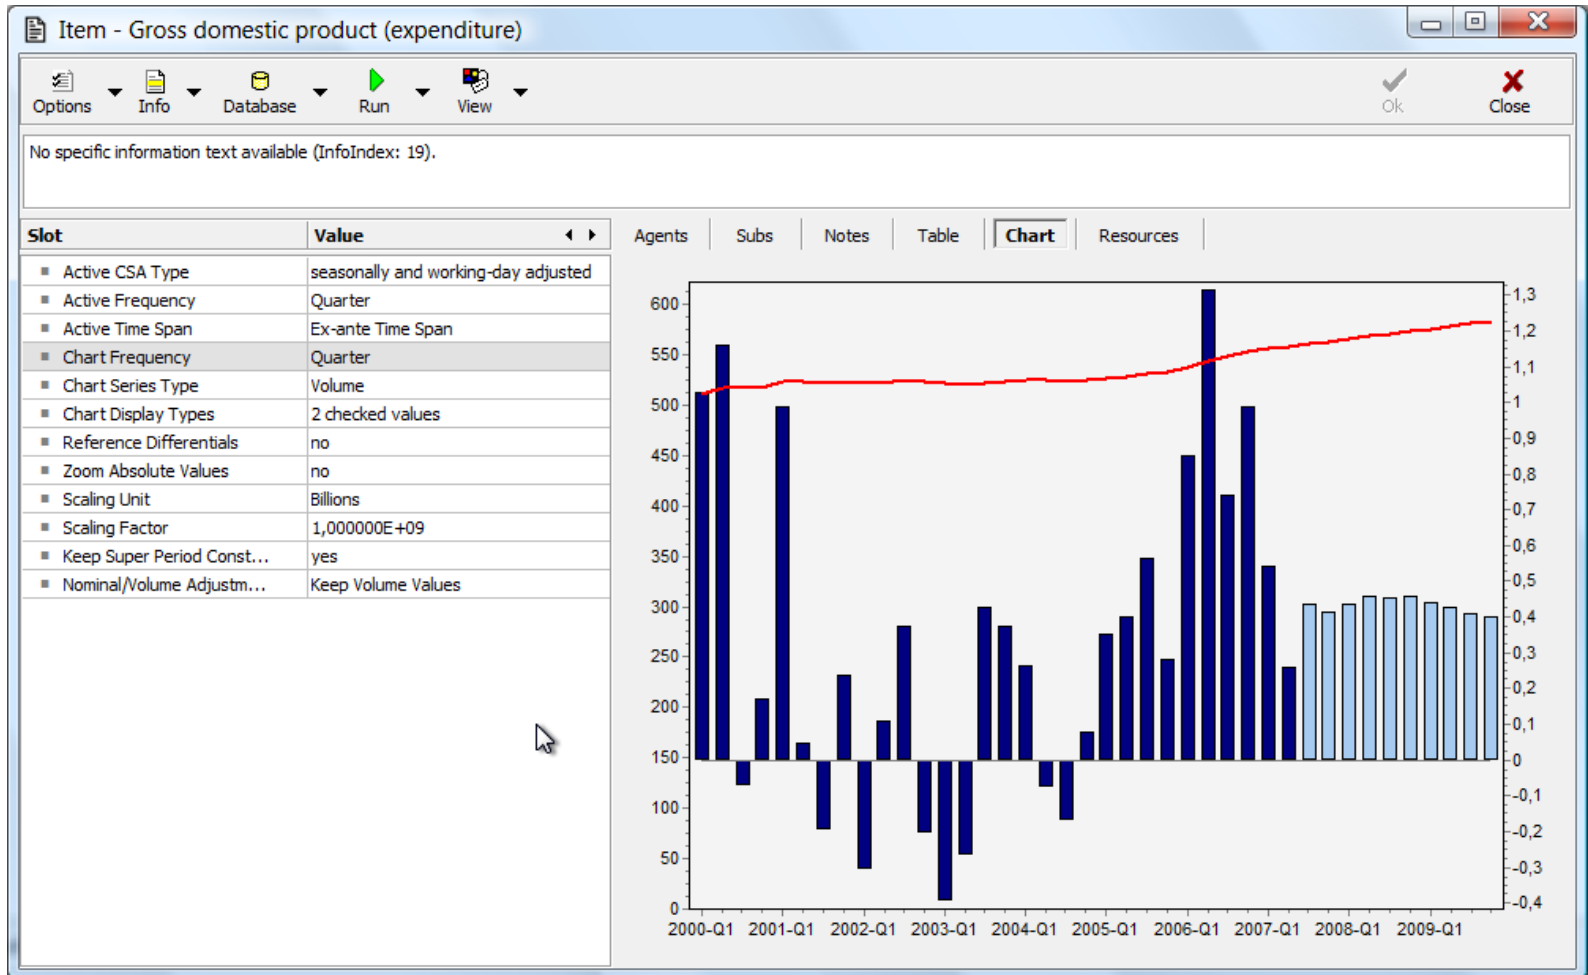 Item - Gross domestic product (expenditure)
Options Info Database Run View Ok Close
No specific information text available (InfoIndex: 19).
Slot Value
Active CSA Type seasonally and working-day adjusted
Active Frequency Quarter
Active Time Span Ex-ante Time Span
Chart Frequency Quarter
Chart Series Type Volume
Chart Display Types 2 checked values
Reference Differentials no
Zoom Absolute Values no
Scaling Unit Billions
Scaling Factor 1,000000E+09
Keep Super Period Const... yes
Nominal/Volume Adjustm... Keep Volume Values
Agents Subs Notes Table Chart Resources
600
550
500
450
400
350
300
250
200
150
100
50
0
1,3
1,2
1,1
1
0,9
0,8
0,7
0,6
0,5
0,4
0,3
0,2
0,1
0
-0,1
-0,2
-0,3
-0,4
2000-Q1 2001-Q1 2002-Q1 2003-Q1 2004-Q1 2005-Q1 2006-Q1 2007-Q1 2008-Q1 2009-Q1